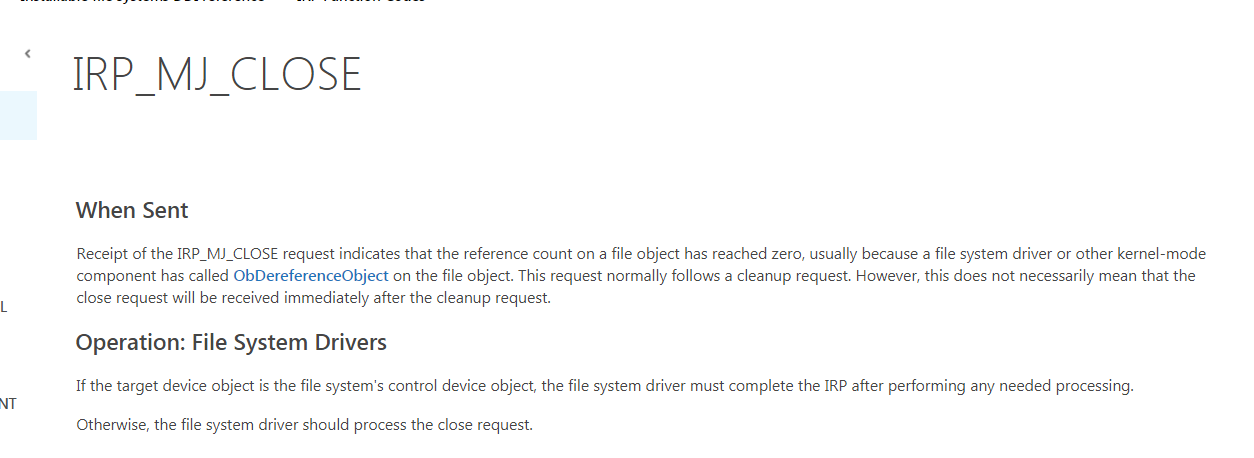 IRP_MJ_CLOSE
When Sent
Receipt of the IRP_MJ_CLOSE request indicates that the reference count on a file object has reached zero, usually because a file system driver or other kernel-mode
component has called ObDereferenceObject on the file object. This request normally follows a cleanup request. However, this does not necessarily mean that the
close request will be received immediately after the cleanup request.
L
Operation: File System Drivers
If the target device object is the file system's control device object, the file system driver must complete the IRP after performing any needed processing.
NT
Otherwise, the file system driver should process the close request.